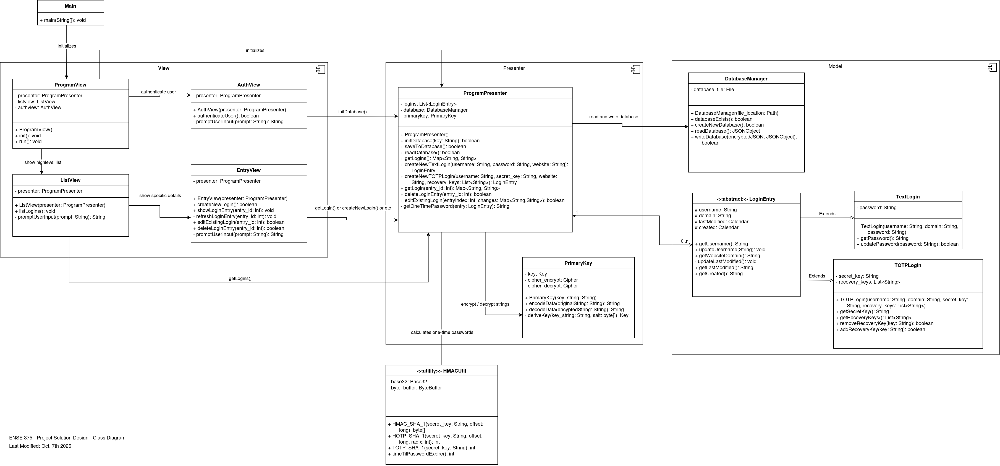 Main
+ main(String[]): void
initializes
initializes
View
ProgramView
- presenter: ProgramPresenter
- listview: ListView
- authview: AuthView
+ ProgramView()
+ init(): void
+ run(): void
authenticate user
AuthView
- presenter: ProgramPresenter
+ AuthView(presenter: ProgramPresenter)
+ authenticateUser(): boolean
- promptUserInput(prompt: String): String
show highlevel list
ListView
- presenter: ProgramPresenter
+ ListView(presenter: ProgramPresenter)
+ listLogins(): void
- promptUserInput(prompt: String): String
show specific details
EntryView
- presenter: ProgramPresenter
+ EntryView(presenter: ProgramPresenter)
+ createNewLogin(): boolean
+ showLoginEntry(entry_id: int): void
- refreshLoginEntry(entry_id: int): void
+ editExistingLogin(entry_id: int): boolean
+ deleteLoginEntry(entry_id: int): boolean
- promptUserInput(prompt: String): String
initDatabase()
getLogin() or createNewLogin() or etc
getLogins()
Presenter
ProgramPresenter
- logins: List<LoginEntry>
- database: DatabaseManager
- primarykey: PrimaryKey
+ ProgramPresenter()
+ initDatabase(key: String): boolean
+ saveToDatabase(): boolean
+ readDatabase(): boolean
+ getLogins(): Map<String, String>
+ createNewTextLogin(username: String, password: String, website: String):
LoginEntry
+ createNewTOTPLogin(username: String, secret_key: String, website:
String, recovery_keys: List<String>): LoginEntry
+ getLogin(entry_id: int): Map<String, String>
+ deleteLoginEntry(entry_id: int): boolean
+ editExistingLogin(entryIndex: int, changes: Map<String,String>): boolean
- getOneTimePassword(entry: LoginEntry): String
read and write database
1
0..n
encrypt / decrypt strings
calculates one-time passwords
PrimaryKey
- key: Key
- cipher_encrypt: Cipher
- cipher_decrypt: Cipher
+ PrimaryKey(key_string: String)
+ encodeData(originalString: String): String
+ decodeData(encyptedString: String): String
- deriveKey(key_string: String, salt: byte[]): Key
<<utility>> HMACUtil
- base32: Base32
- byte_buffer: ByteBuffer
+ HMAC_SHA_1(secret_key: String, offset:
long): byte[]
+ HOTP_SHA_1(secret_key: String, offset:
long, radix: int): int
+ TOTP_SHA_1(secret_key: String): int
+ timeTilPasswordExpire(): int
Model
DatabaseManager
- database_file: File
+ DatabaseManager(file_location: Path)
+ databaseExists(): boolean
+ createNewDatabase(): boolean
+ readDatabase(): JSONObject
+ writeDatabase(encryptedJSON: JSONObject):
boolean
<<abstract>> LoginEntry
# username: String
# domain: String
# lastModified: Calendar
# created: Calendar
+ getUsername(): String
+ updateUsername(String): void
+ getWebsiteDomain(): String
- updateLastModified(): void
+ getLastModified(): String
+ getCreated(): String
Extends
TextLogin
- password: String
+ TextLogin(username: String, domain: String,
password: String)
+ getPassword(): String
+ updatePassword(password: String): boolean
Extends
TOTPLogin
- secret_key: String
- recovery_keys: List<String>
+ TOTPLogin(username: String, domain: String, secret_key:
String, recovery_keys: List<String>)
+ getSecretKey(): String
+ getRecoveryKeys(): List<String>
+ removeRecoveryKey(key: String): boolean
+ addRecoveryKey(key: String): boolean
ENSE 375 - Project Solution Design - Class Diagram
Last Modified: Oct. 7th 2026